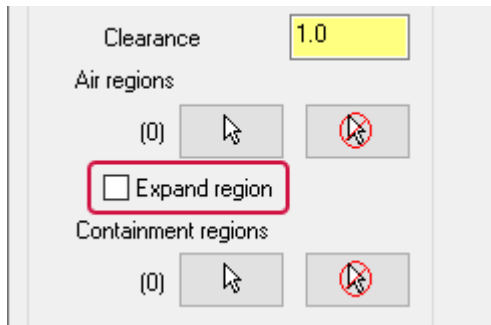 Clearance 1.0
Air regions
(0)
Expand region
Containment regions
(0)